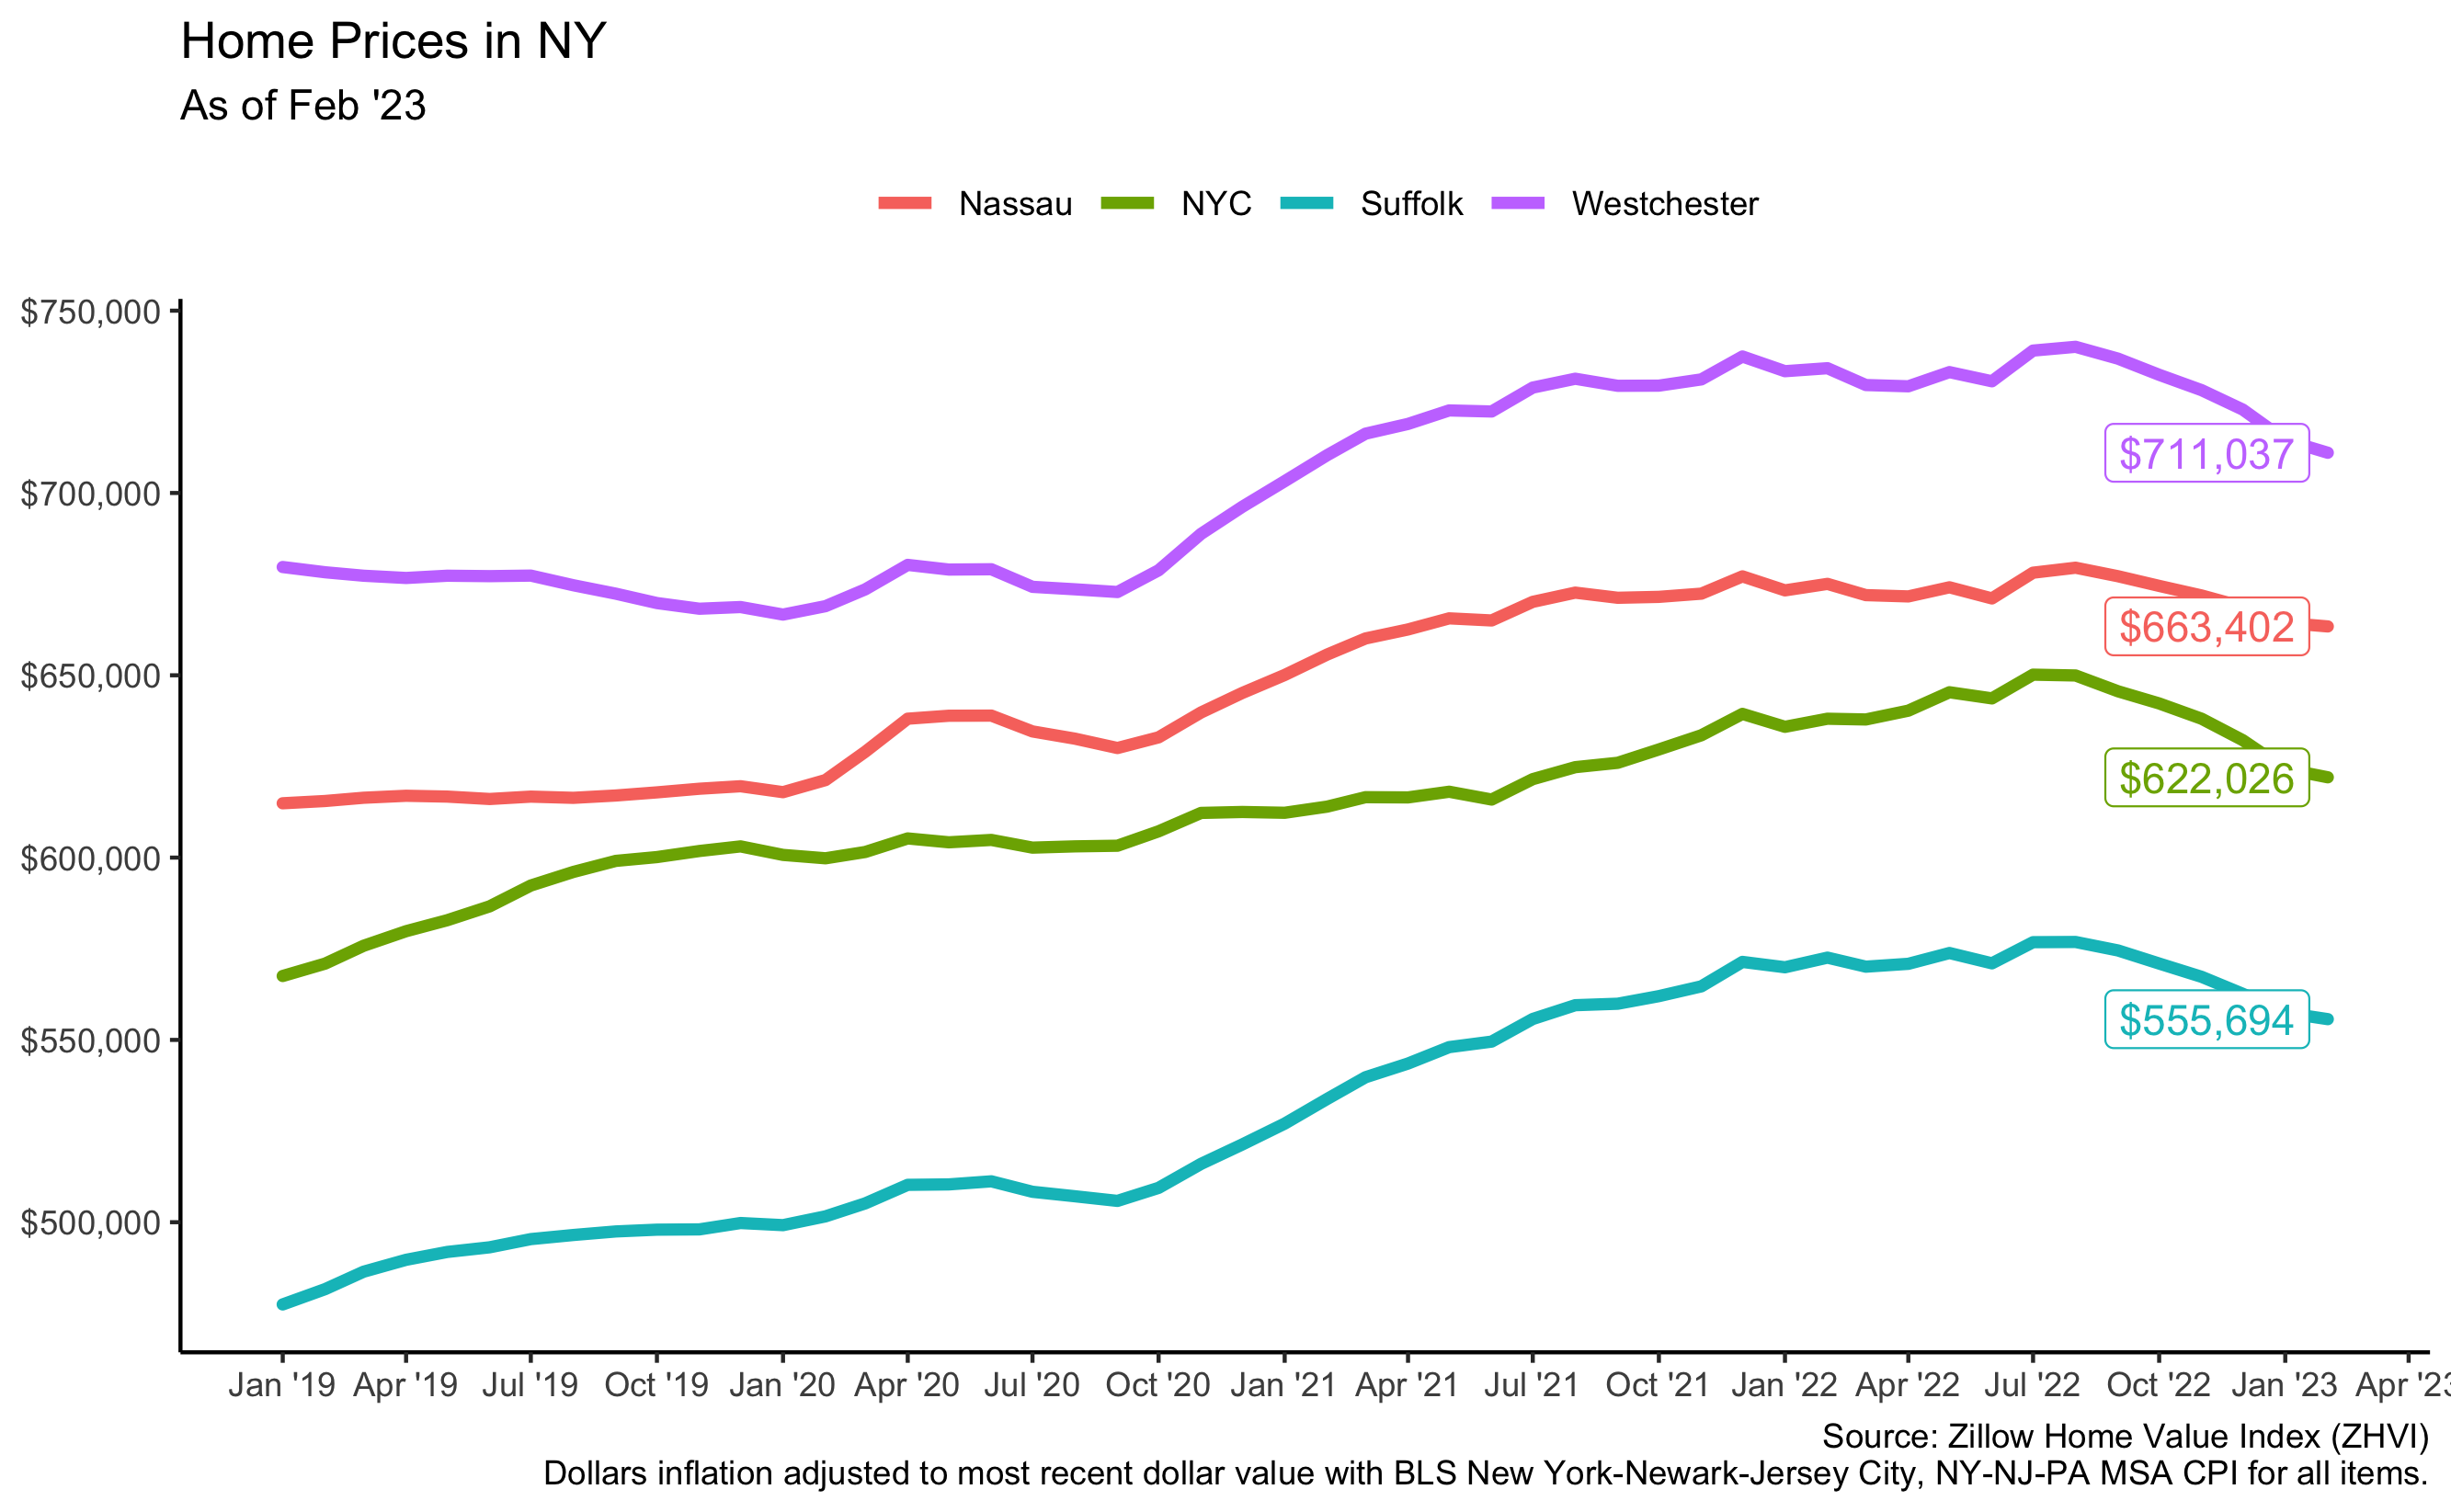 Home Prices in NY
As of Feb '23
Nassau NYC Suffolk Westchester
$750,000
$700,000
$650,000
$600,000
$550,000
$500,000
$711,037
$663,402
$622,026
$555,694
Jan '19 Apr '19 Jul '19 Oct '19 Jan '20 Apr '20 Jul '20 Oct '20 Jan '21 Apr '21 Jul '21 Oct '21 Jan '22 Apr '22 Jul '22 Oct '22 Jan '23 Apr '23
Source: Zillow Home Value Index (ZHVI)
Dollars inflation adjusted to most recent dollar value with BLS New York-Newark-Jersey City, NY-NJ-PA MSA CPI for all items.